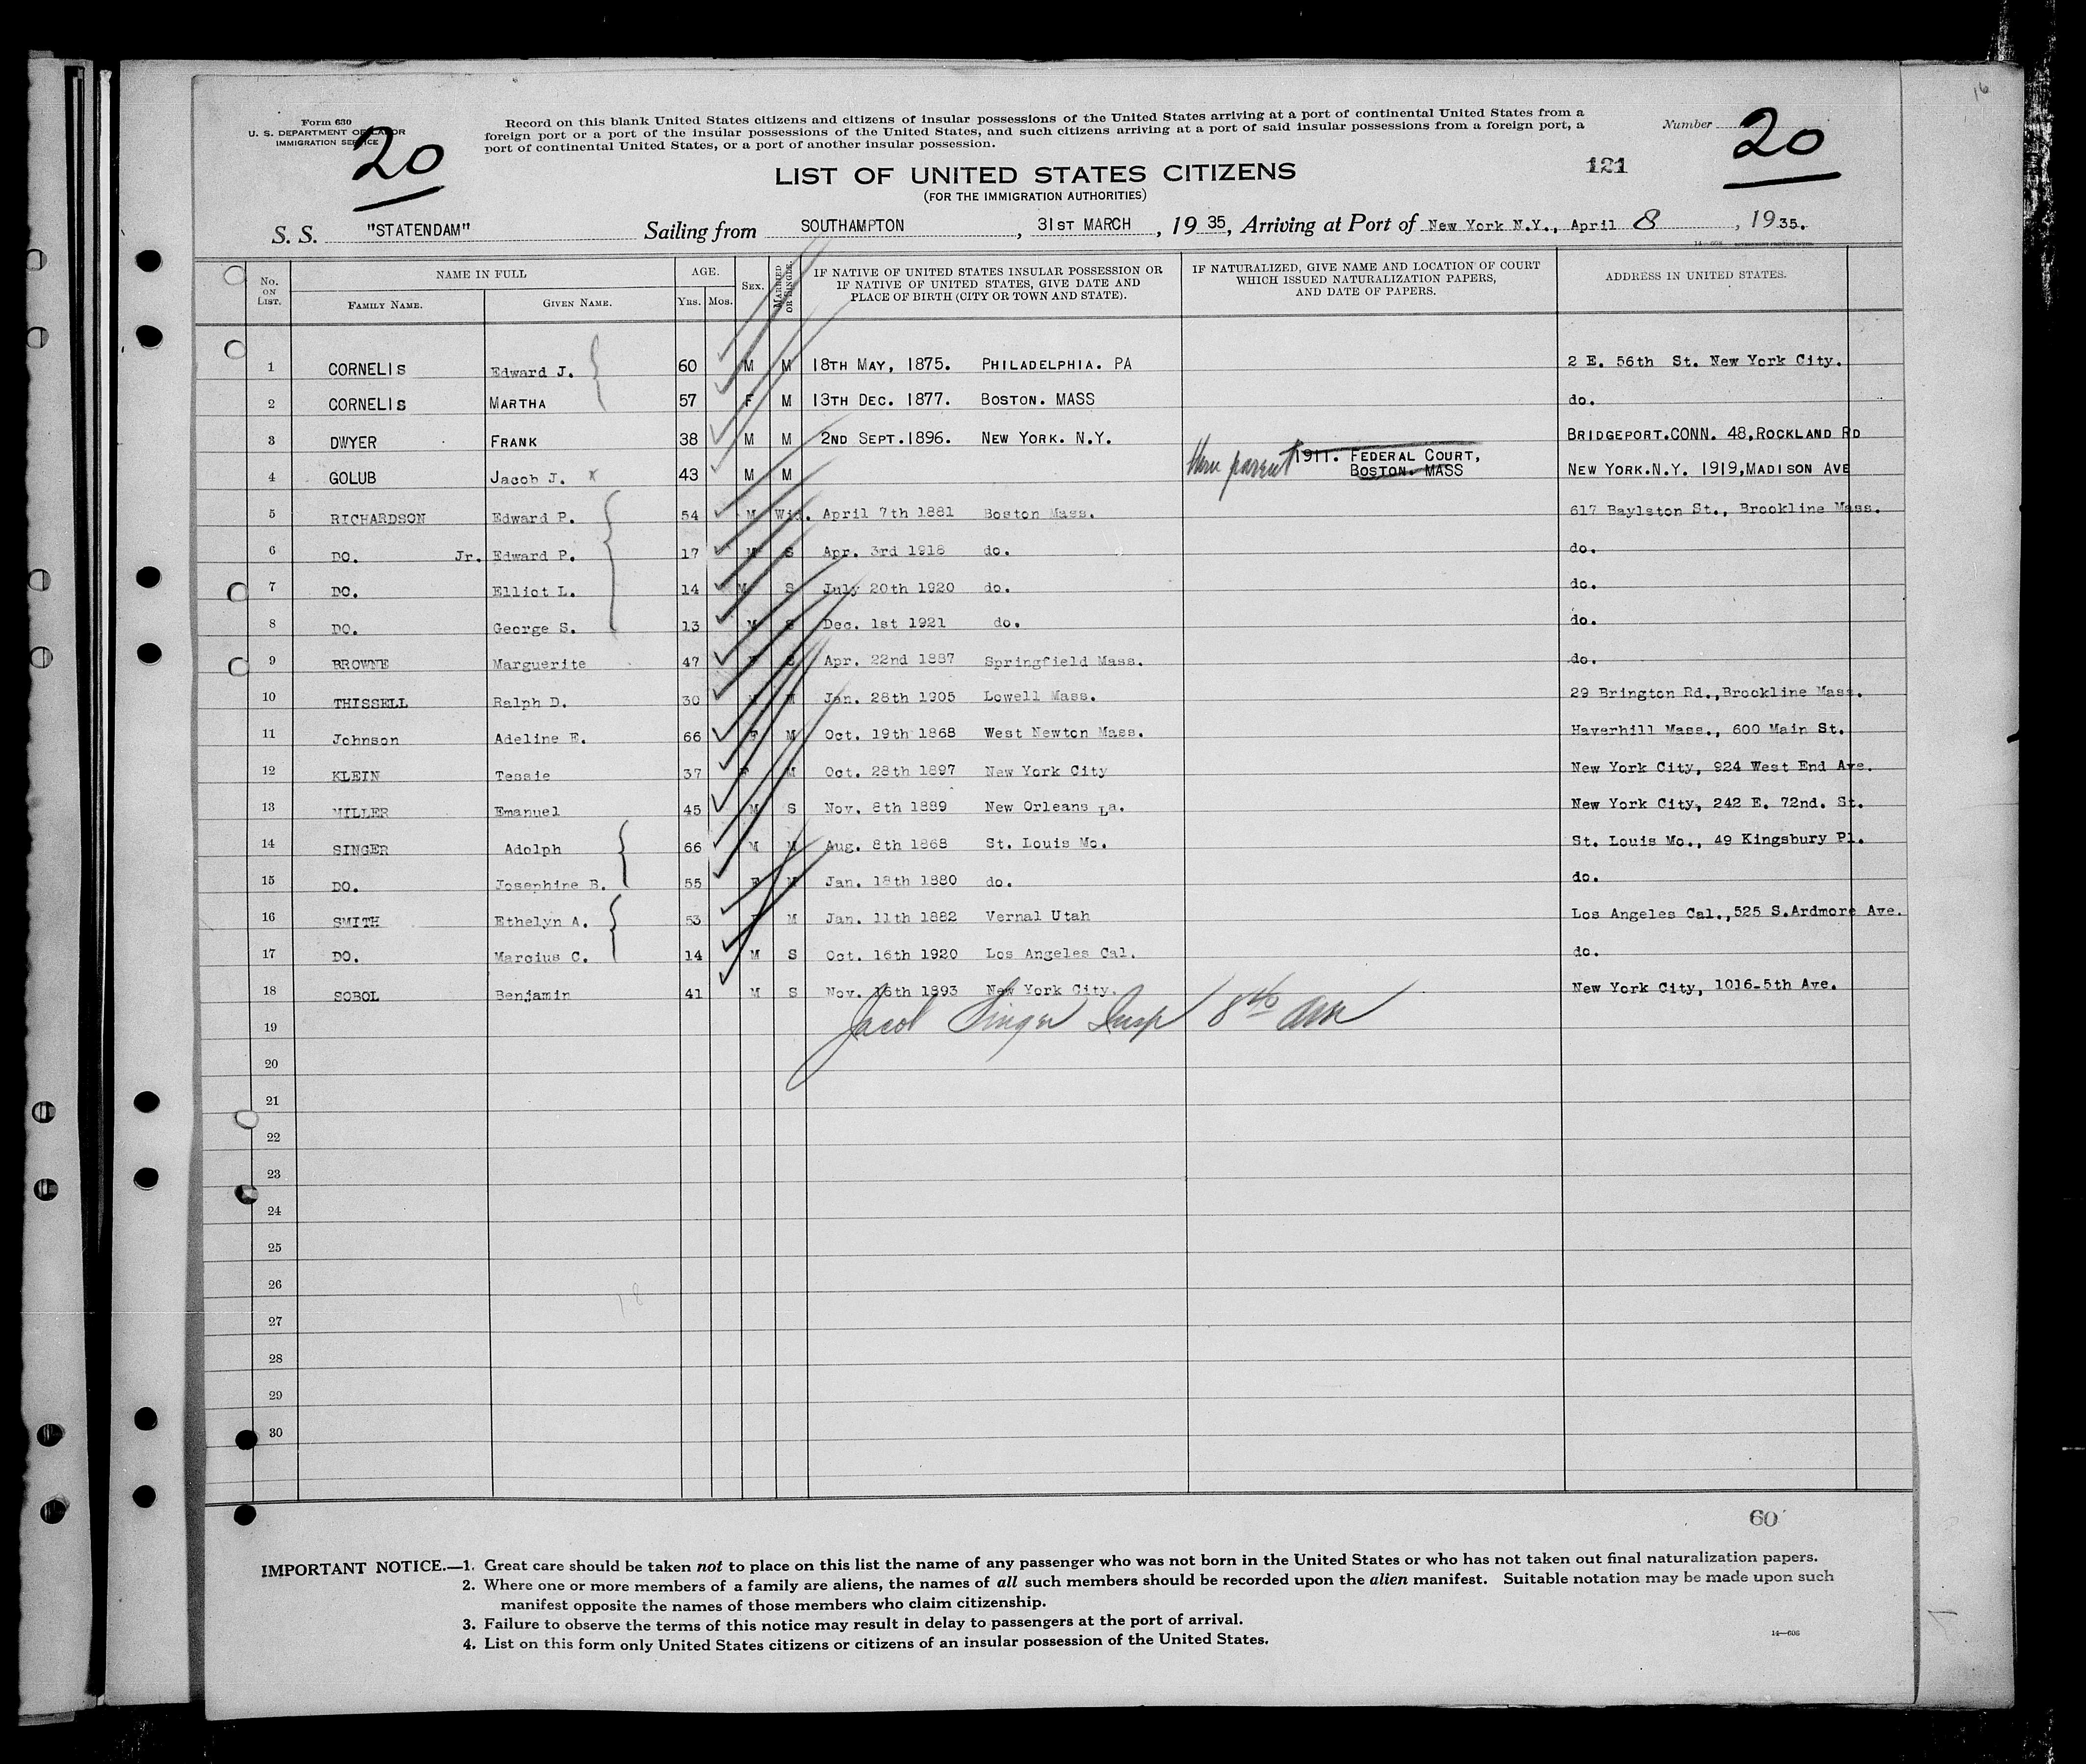 Form 630
U. S. DEPARTMENT OF LABOR
IMMIGRATION SERVICE
20
Record on this blank United States citizens and citizens of insular possessions of the United States arriving at a port of continental United States from a
foreign port or a port of the insular possessions of the United States, and such citizens arriving at a port of said insular possessions from a foreign port, a
port of continental United States, or a port of another insular possession.
Number 20
16
121
LIST OF UNITED STATES CITIZENS
(FOR THE IMMIGRATION AUTHORITIES)
S. S. "STATENDAM" Sailing from SOUTHAMPTON, 31ST MARCH, 19 35, Arriving at Port of New York N.Y., April 8, 1935.
No. ON LIST. NAME IN FULL FAMILY NAME. GIVEN NAME. AGE. YRS. MOS. SEX. MARRIED OR SINGLE. IF NATIVE OF UNITED STATES INSULAR POSSESSION OR IF NATIVE OF UNITED STATES, GIVE DATE AND PLACE OF BIRTH (CITY OR TOWN AND STATE). IF NATURALIZED, GIVE NAME AND LOCATION OF COURT WHICH ISSUED NATURALIZATION PAPERS, AND DATE OF PAPERS. ADDRESS IN UNITED STATES.
1 CORNELIS Edward J. 60 M M 18TH MAY, 1875. PHILADELPHIA. PA 2 E. 56th St. New York City.
2 CORNELIS MARTHA 57 F M 13TH DEC. 1877. BOSTON. MASS do.
3 DWYER FRANK 38 M M 2ND SEPT.1896. NEW YORK. N.Y. BRIDGEPORT.CONN. 48,ROCKLAND RD
4 GOLUB Jacob J. x 43 M M thru parent 1911. FEDERAL COURT, BOSTON. MASS NEW YORK.N.Y. 1919,MADISON AVE
5 RICHARDSON Edward P. 54 M Wid. April 7th 1881 Boston Mass. 617 Baylston St., Brookline Mass.
6 DO. Jr. Edward P. 17 M S Apr. 3rd 1918 do. do.
7 DO. Elliot L. 14 M S July 20th 1920 do. do.
8 DO. George S. 13 M S Dec. 1st 1921 do. do.
9 BROWNE Marguerite 47 F S Apr. 22nd 1887 Springfield Mass. do.
10 THISSELL Ralph D. 30 M M Jan. 28th 1905 Lowell Mass. 29 Brington Rd.,Brookline Mass.
11 Johnson Adeline E. 66 F M Oct. 19th 1868 West Newton Mass. Haverhill Mass., 600 Main St.
12 KLEIN Tessie 37 F M Oct. 28th 1897 New York City New York City, 924 West End Ave.
13 MILLER Emanuel 45 M S Nov. 8th 1889 New Orleans La. New York City, 242 E. 72nd. St.
14 SINGER Adolph 66 M M Aug. 8th 1868 St. Louis Mo. St. Louis Mo., 49 Kingsbury Pl.
15 DO. Josephine B. 55 F M Jan. 18th 1880 do. do.
16 SMITH Ethelyn A. 53 F M Jan. 11th 1882 Vernal Utah Los Angeles Cal.,525 S.Ardmore Ave.
17 DO. Marcius C. 14 M S Oct. 16th 1920 Los Angeles Cal. do.
18 SOBOL Benjamin 41 M S Nov. 16th 1893 New York City. New York City, 1016-5th Ave.
19 Jacob Singer Insp 8th
20
21
22
23
24
25
26
27
28
29
30
18
60
IMPORTANT NOTICE.—1. Great care should be taken not to place on this list the name of any passenger who was not born in the United States or who has not taken out final naturalization papers.
2. Where one or more members of a family are aliens, the names of all such members should be recorded upon the alien manifest. Suitable notation may be made upon such
manifest opposite the names of those members who claim citizenship.
3. Failure to observe the terms of this notice may result in delay to passengers at the port of arrival.
4. List on this form only United States citizens or citizens of an insular possession of the United States.
14—608